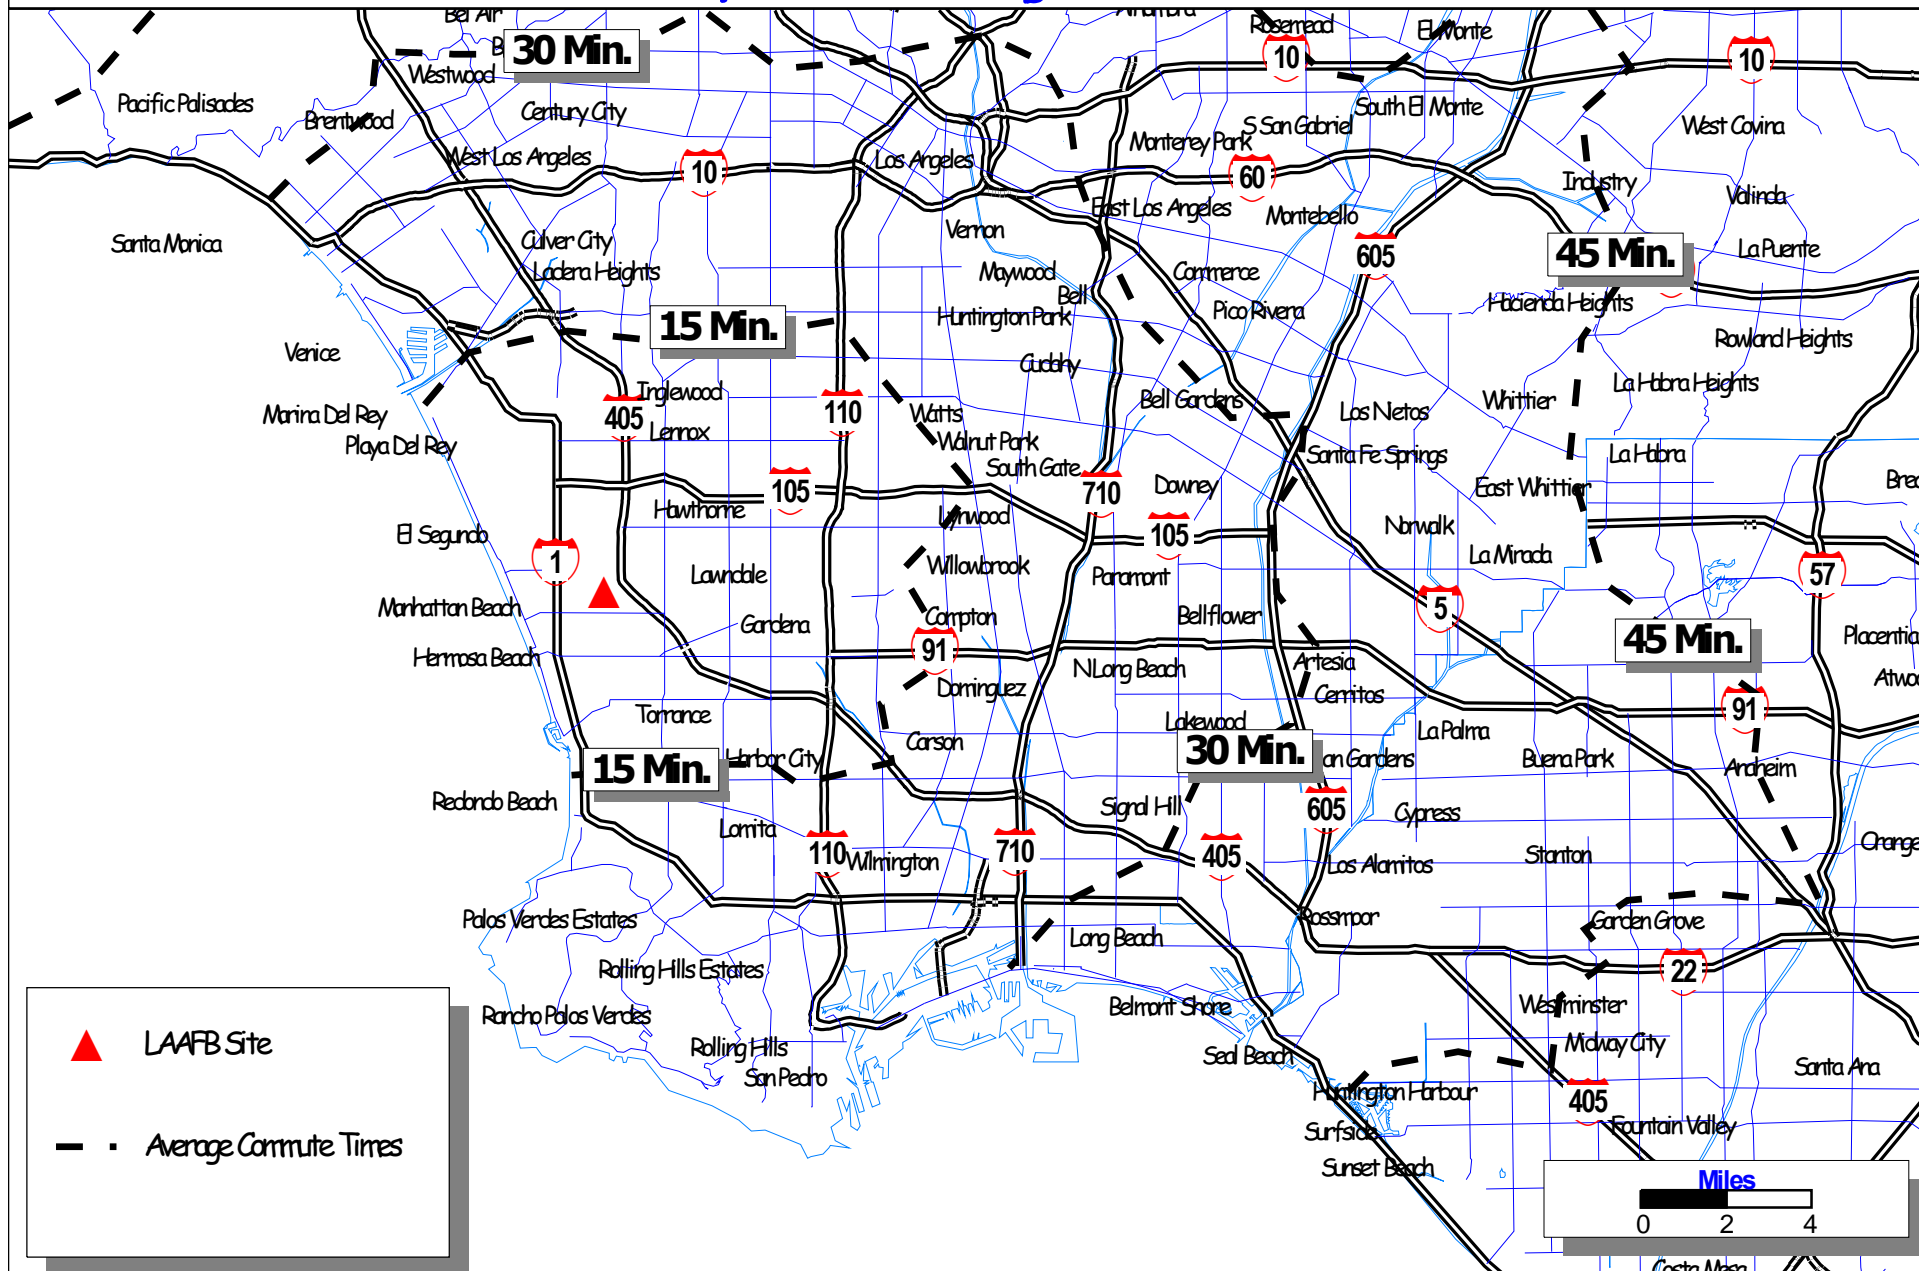 Bel Air
Rosemead
El Monte
30 Min.
10
10
Westwood
Pacific Palisades
Brentwood
Century City
South El Monte
S San Gabriel
West Covina
Monterey Park
West Los Angeles
10
Los Angeles
60
Industry
Valinda
East Los Angeles
Montebello
Santa Monica
Culver City
Vernon
605
45 Min.
La Puente
Ladera Heights
Maywood
Commerce
Bell
Hacienda Heights
Huntington Park
Pico Rivera
15 Min.
Venice
Rowland Heights
Cudahy
Inglewood
La Habra Heights
Marina Del Rey
405
110
Watts
Bell Gardens
Los Nietos
Whittier
Playa Del Rey
Lennox
Walnut Park
Santa Fe Springs
La Habra
South Gate
105
710
Downey
East Whittier
Hawthorne
Lynwood
Norwalk
El Segundo
105
1
Willowbrook
La Mirada
Lawndale
Paramont
57
Manhattan Beach
Compton
Bellflower
5
Gardena
45 Min.
Placentia
Hermosa Beach
91
N Long Beach
Artesia
Dominguez
Cerritos
Torrance
Lakewood
91
Carson
La Palma
Harbor City
30 Min.
an Gardens
Buena Park
Anaheim
15 Min.
Redondo Beach
Signal Hill
605
Cypress
Lomita
110
Wilmington
710
405
Los Alamitos
Stanton
Orange
Palos Verdes Estates
Rossmoor
Garden Grove
Long Beach
Rolling Hills Estates
22
Rancho Palos Verdes
Belmont Shore
Westminster
LAAFB Site
Rolling Hills
Seal Beach
Midway City
San Pedro
Santa Ana
Huntington Harbour
405
Average Commute Times
Surfside
Fountain Valley
Sunset Beach
Miles
0 2 4
Costa Mesa